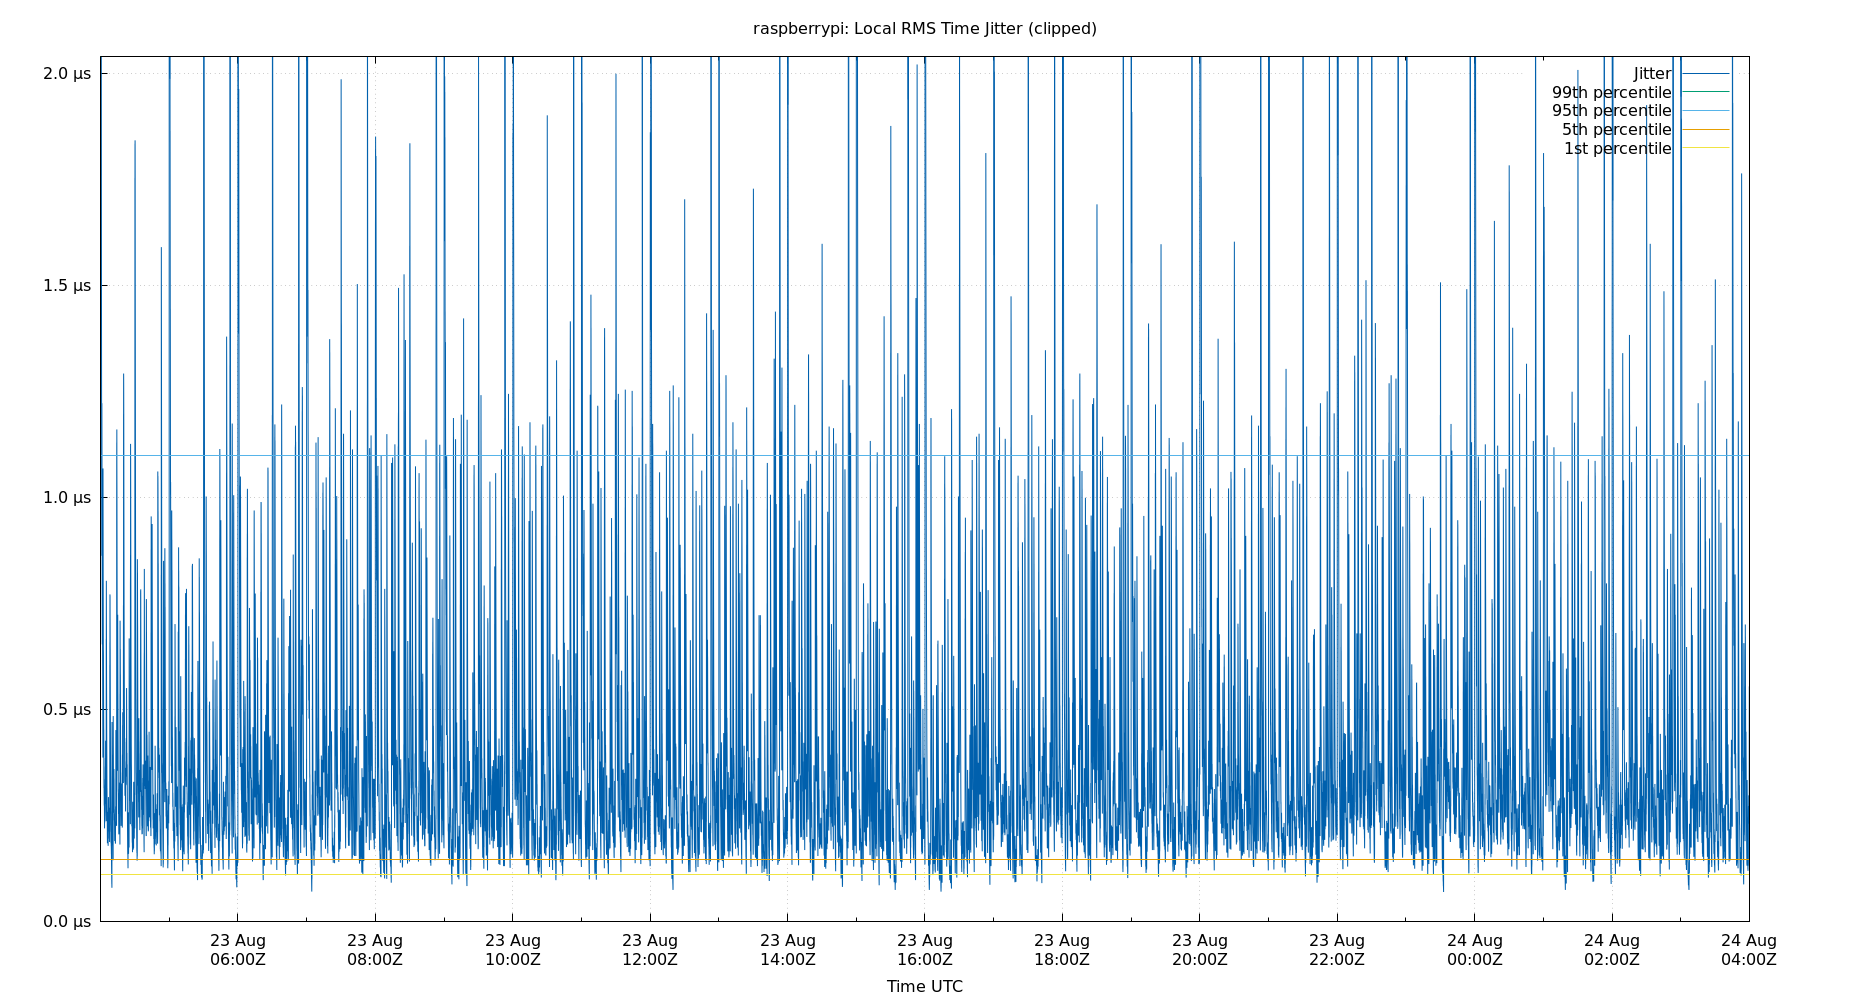 raspberrypi: Local RMS Time Jitter (clipped)
2.0 µs
1.5 µs
1.0 µs
0.5 µs
0.0 µs
Jitter
99th percentile
95th percentile
5th percentile
1st percentile
23 Aug 23 Aug 23 Aug 23 Aug 23 Aug 23 Aug 23 Aug 23 Aug 23 Aug 24 Aug 24 Aug 24 Aug
06:00Z 08:00Z 10:00Z 12:00Z 14:00Z 16:00Z 18:00Z 20:00Z 22:00Z 00:00Z 02:00Z 04:00Z
Time UTC